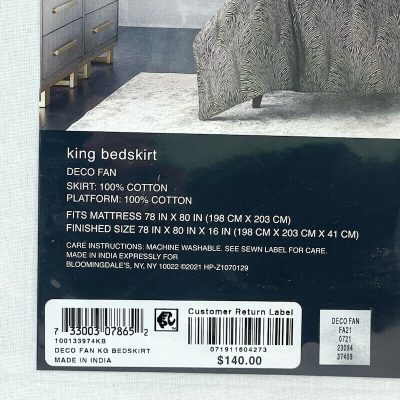 king bedskirt
DECO FAN
SKIRT: 100% COTTON
PLATFORM: 100% COTTON
FITS MATTRESS 78 IN X 80 IN (198 CM X 203 CM)
FINISHED SIZE 78 IN X 80 IN X 16 IN (198 CM X 203 CM X 41 CM)
CARE INSTRUCTIONS: MACHINE WASHABLE. SEE SEWN LABEL FOR CARE.
MADE IN INDIA EXPRESSLY FOR
BLOOMINGDALE'S, NY, NY 10022 ©2021 HP-Z1070129
7 33003 07865 2
100133974KB
DECO FAN KG BEDSKIRT
MADE IN INDIA
Customer Return Label
071911604273
$140.00
DECO FAN
FA21
0721
23094
37409